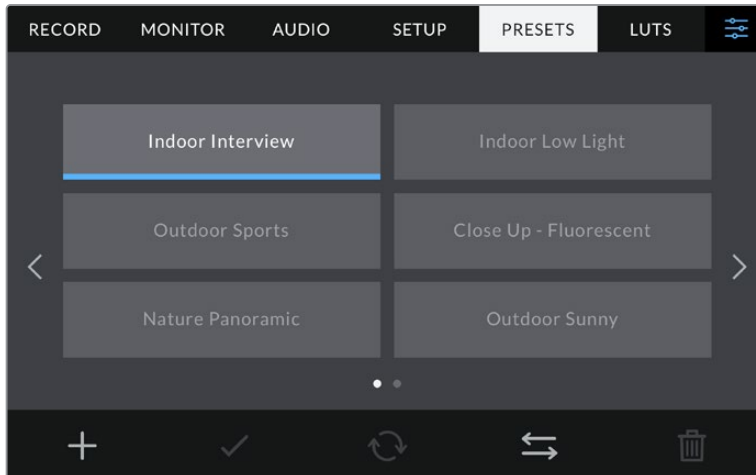 RECORD MONITOR AUDIO SETUP PRESETS LUTS
Indoor Interview Indoor Low Light
Outdoor Sports Close Up - Fluorescent
Nature Panoramic Outdoor Sunny